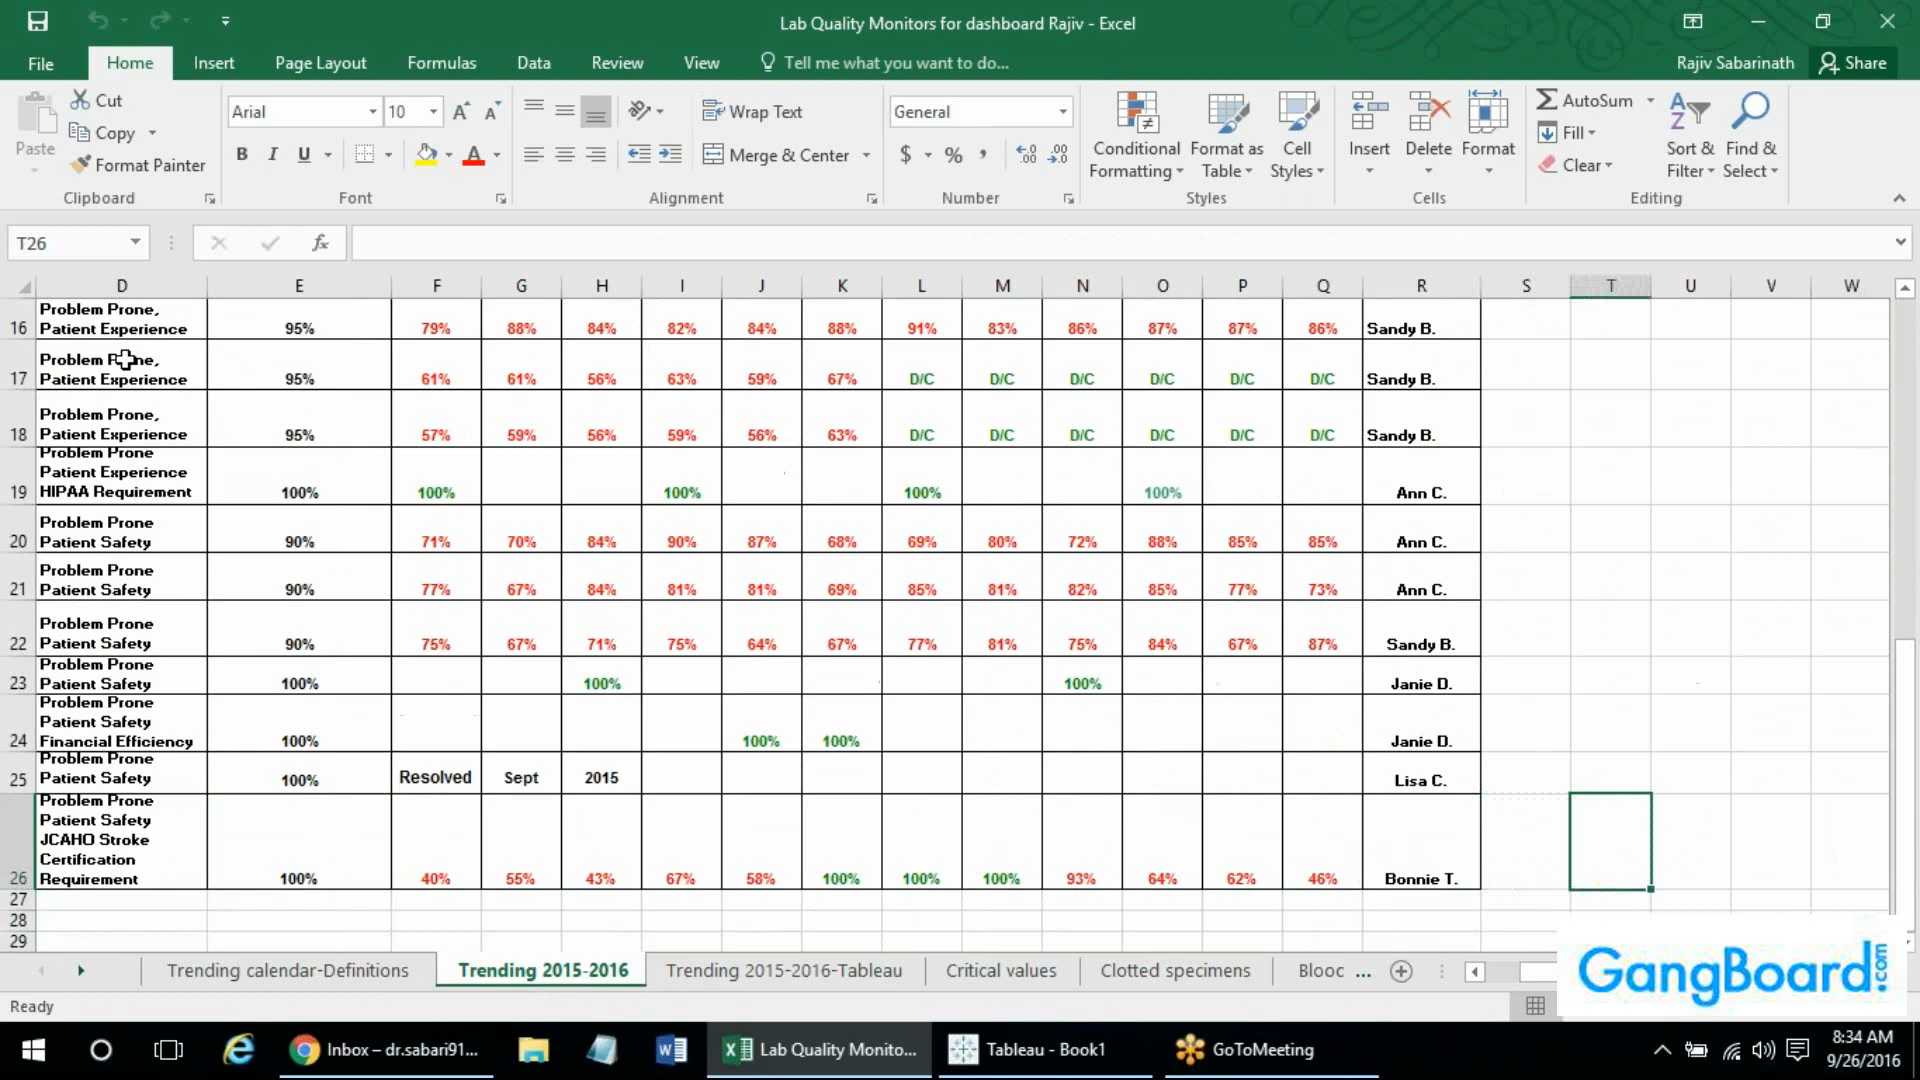 Lab Quality Monitors for dashboard Rajiv - Excel
File Home Insert Page Layout Formulas Data Review View Tell me what you want to do... Rajiv Sabarinath Share
Paste Cut Copy Format Painter Clipboard
Arial 10 B I U Font
Wrap Text Merge & Center Alignment
General $ % , Number
Conditional Formatting Format as Table Cell Styles Styles
Insert Delete Format Cells
AutoSum Fill Clear Sort & Filter Find & Select Editing
T26 fx
D E F G H I J K L M N O P Q R S T U V W
16 Problem Prone, Patient Experience 95% 79% 88% 84% 82% 84% 88% 91% 83% 86% 87% 87% 86% Sandy B.
17 Problem Prone, Patient Experience 95% 61% 61% 56% 63% 59% 67% D/C D/C D/C D/C D/C D/C Sandy B.
18 Problem Prone, Patient Experience 95% 57% 59% 56% 59% 56% 63% D/C D/C D/C D/C D/C D/C Sandy B.
19 Problem Prone Patient Experience HIPAA Requirement 100% 100% 100% 100% 100% Ann C.
20 Problem Prone Patient Safety 90% 71% 70% 84% 90% 87% 68% 69% 80% 72% 88% 85% 85% Ann C.
21 Problem Prone Patient Safety 90% 77% 67% 84% 81% 81% 69% 85% 81% 82% 85% 77% 73% Ann C.
22 Problem Prone Patient Safety 90% 75% 67% 71% 75% 64% 67% 77% 81% 75% 84% 67% 87% Sandy B.
23 Problem Prone Patient Safety 100% 100% 100% Janie D.
24 Problem Prone Patient Safety Financial Efficiency 100% 100% 100% Janie D.
25 Problem Prone Patient Safety 100% Resolved Sept 2015 Lisa C.
26 Problem Prone Patient Safety JCAHO Stroke Certification Requirement 100% 40% 55% 43% 67% 58% 100% 100% 100% 93% 64% 62% 46% Bonnie T.
27
28
29
Trending calendar-Definitions Trending 2015-2016 Trending 2015-2016-Tableau Critical values Clotted specimens Blooc ...
GangBoard.com
Ready
Inbox – dr.sabari91... Lab Quality Monito... Tableau - Book1 GoToMeeting 8:34 AM
9/26/2016